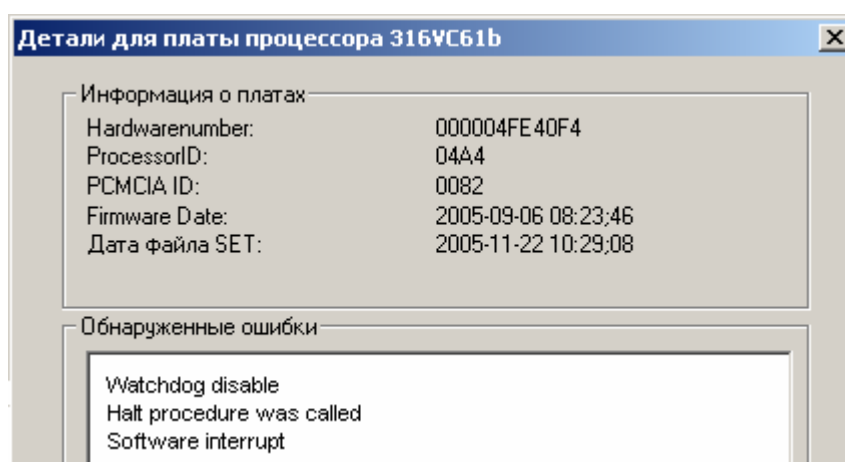 Детали для платы процессора 316VC61b
Информация о платах
Hardwarenumber: 000004FE40F4
ProcessorID: 04A4
PCMCIA ID: 0082
Firmware Date: 2005-09-06 08:23;46
Дата файла SET: 2005-11-22 10:29;08
Обнаруженные ошибки
Watchdog disable
Halt procedure was called
Software interrupt